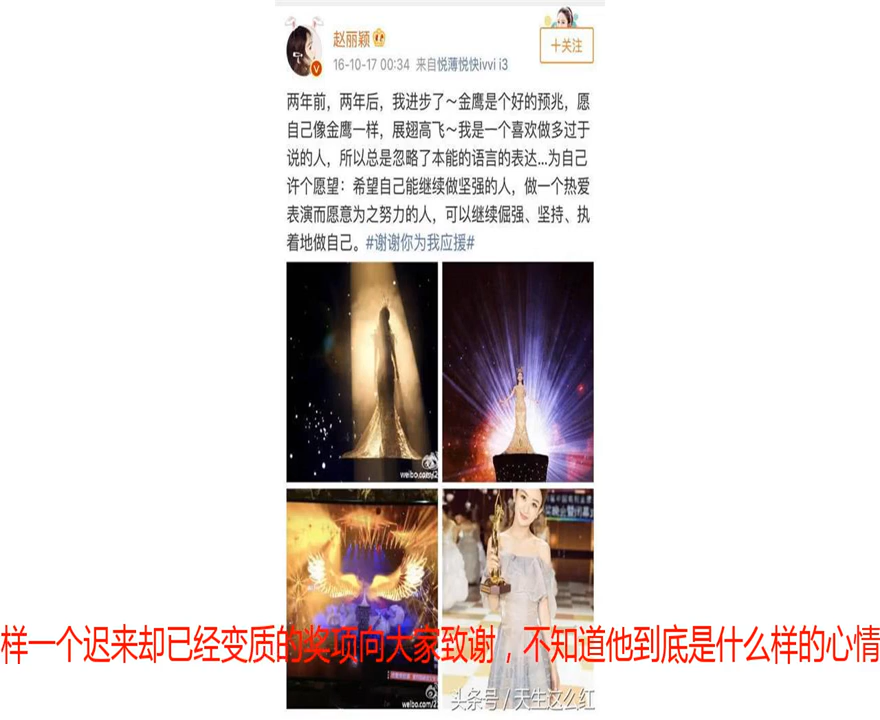 赵丽颖
十关注
16-10-17 00:34 来自悦薄悦快ivvi i3
两年前，两年后，我进步了～金鹰是个好的预兆，愿
自己像金鹰一样，展翅高飞～我是一个喜欢做多过于
说的人，所以总是忽略了本能的语言的表达...为自己
许个愿望：希望自己能继续做坚强的人，做一个热爱
表演而愿意为之努力的人，可以继续倔强、坚持、执
着地做自己。#谢谢你为我应援#
weibo.com/2
样一个迟来却已经变质的奖项向大家致谢，不知道他到底是什么样的心情
weibo.com/2
头条号 / 天生这么红